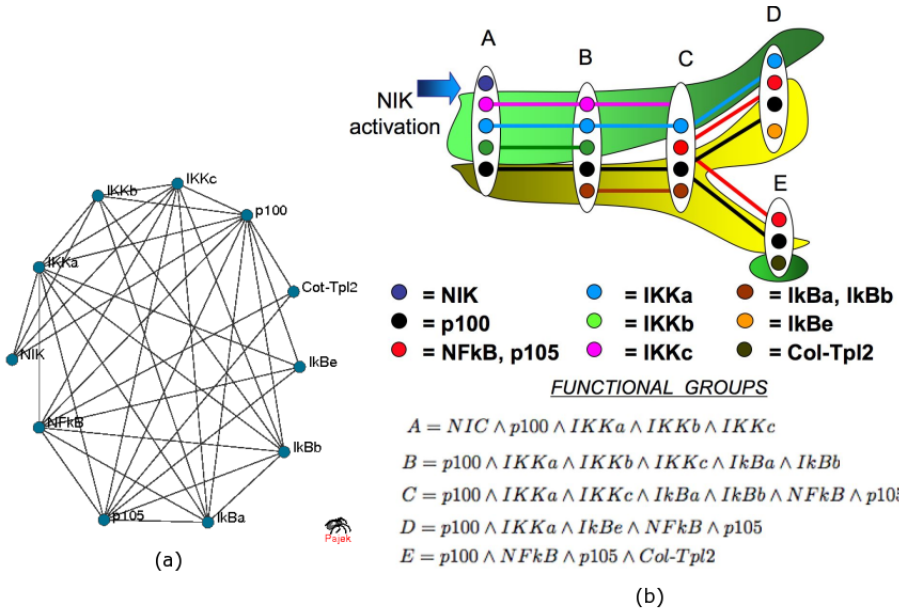 IKKc
IKKb
p100
IKKa
Cot-Tpl2
NIK
IkBe
NFkB
IkBb
p105
IkBa
Pajek
(a)
D
A
B
C
NIK
activation
E
= NIK
= IKKa
= IkBa, IkBb
= p100
= IKKb
= IkBe
= NFkB, p105
= IKKc
= Col-Tpl2
FUNCTIONAL GROUPS
A = NIC ∧ p100 ∧ IKKa ∧ IKKb ∧ IKKc
B = p100 ∧ IKKa ∧ IKKb ∧ IKKc ∧ IkBa ∧ IkBb
C = p100 ∧ IKKa ∧ IKKc ∧ IkBa ∧ IkBb ∧ NFkB ∧ p105
D = p100 ∧ IKKa ∧ IkBe ∧ NFkB ∧ p105
E = p100 ∧ NFkB ∧ p105 ∧ Col-Tpl2
(b)